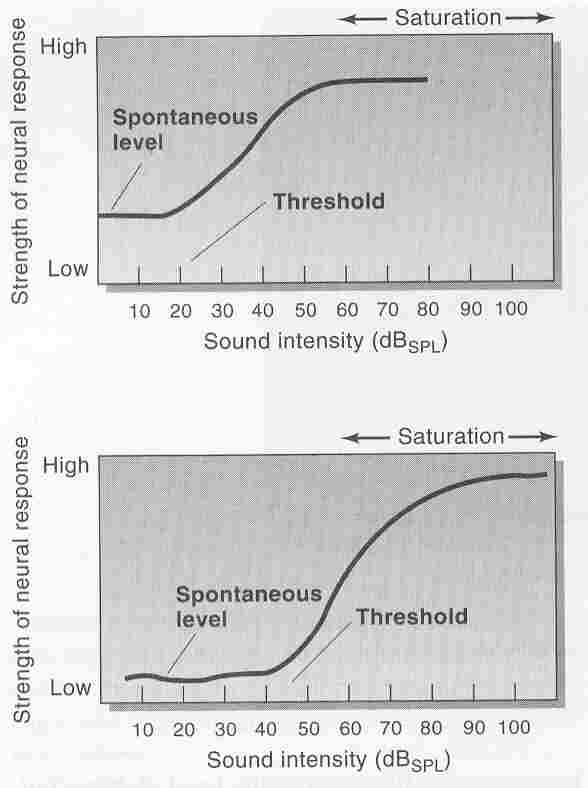 ← Saturation →
High
Spontaneous
level
Threshold
Low
Strength of neural response
10 20 30 40 50 60 70 80 90 100
Sound intensity (dBSPL)
← Saturation →
High
Spontaneous
level
Threshold
Low
Strength of neural response
10 20 30 40 50 60 70 80 90 100
Sound intensity (dBSPL)